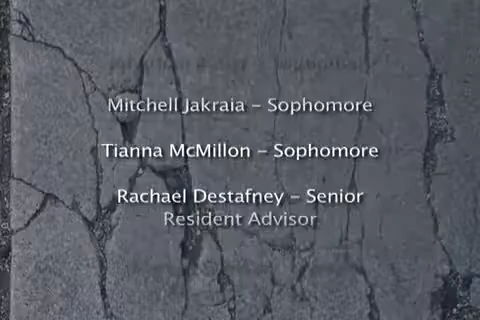 Mitchell Jakraia – Sophomore
Tianna McMillon – Sophomore
Rachael Destafney – Senior
Resident Advisor